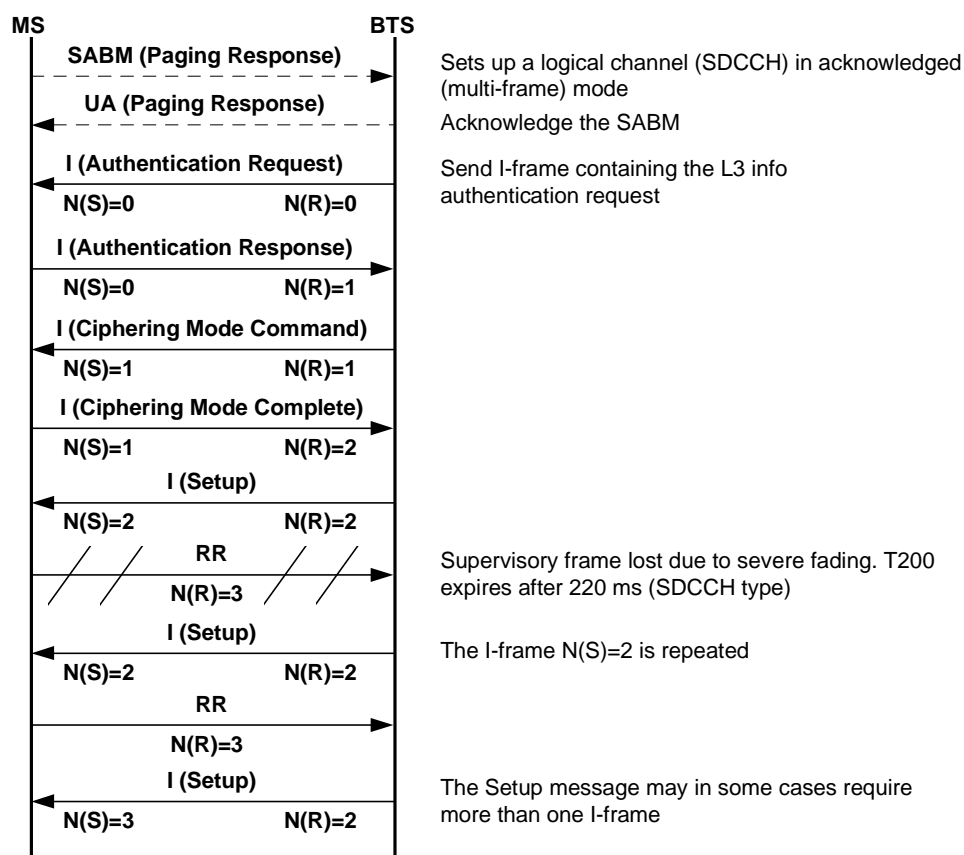 MS BTS
SABM (Paging Response)
Sets up a logical channel (SDCCH) in acknowledged
(multi-frame) mode
UA (Paging Response)
Acknowledge the SABM
I (Authentication Request)
Send I-frame containing the L3 info
authentication request
N(S)=0 N(R)=0
I (Authentication Response)
N(S)=0 N(R)=1
I (Ciphering Mode Command)
N(S)=1 N(R)=1
I (Ciphering Mode Complete)
N(S)=1 N(R)=2
I (Setup)
N(S)=2 N(R)=2
RR
Supervisory frame lost due to severe fading. T200
expires after 220 ms (SDCCH type)
N(R)=3
I (Setup)
The I-frame N(S)=2 is repeated
N(S)=2 N(R)=2
RR
N(R)=3
I (Setup)
The Setup message may in some cases require
more than one I-frame
N(S)=3 N(R)=2